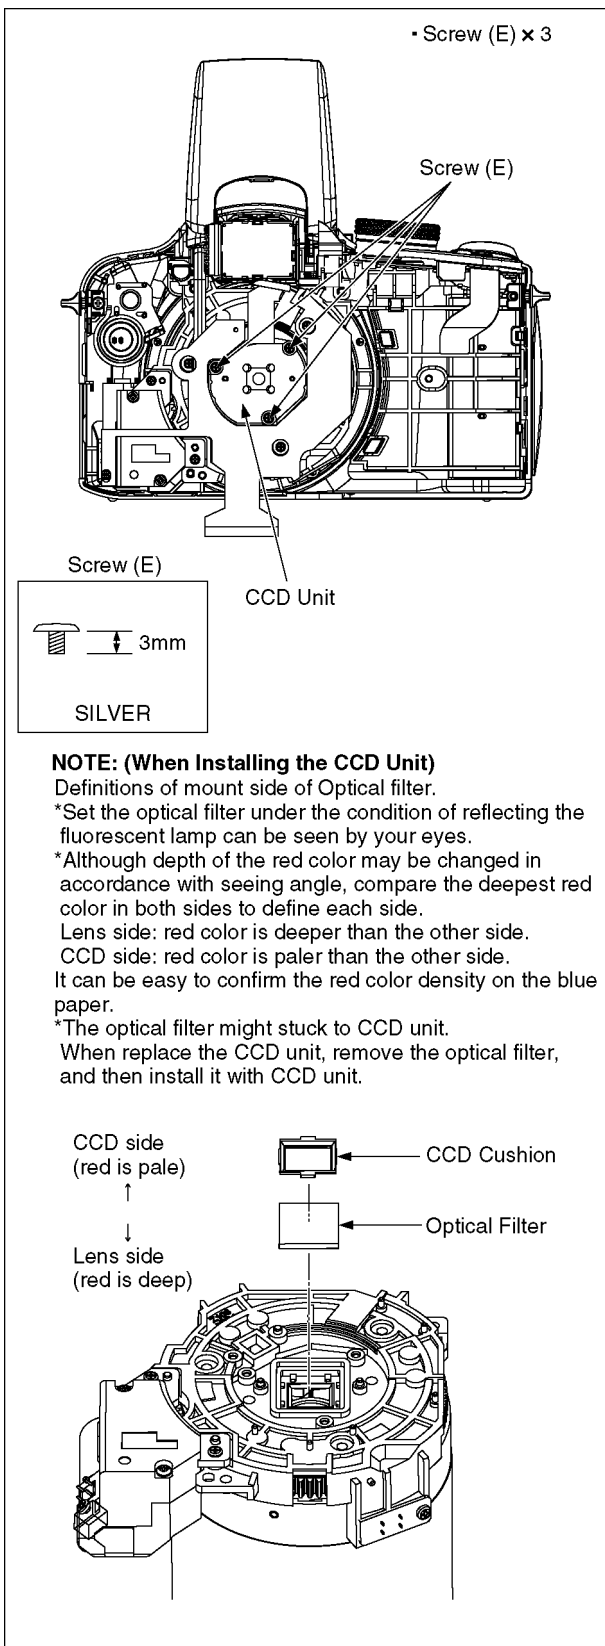 ▪ Screw (E) × 3
Screw (E)
Screw (E)
CCD Unit
3mm
SILVER
NOTE: (When Installing the CCD Unit)
Definitions of mount side of Optical filter.
*Set the optical filter under the condition of reflecting the
fluorescent lamp can be seen by your eyes.
*Although depth of the red color may be changed in
accordance with seeing angle, compare the deepest red
color in both sides to define each side.
Lens side: red color is deeper than the other side.
CCD side: red color is paler than the other side.
It can be easy to confirm the red color density on the blue
paper.
*The optical filter might stuck to CCD unit.
When replace the CCD unit, remove the optical filter,
and then install it with CCD unit.
CCD side
(red is pale)
↑
↓
Lens side
(red is deep)
CCD Cushion
Optical Filter